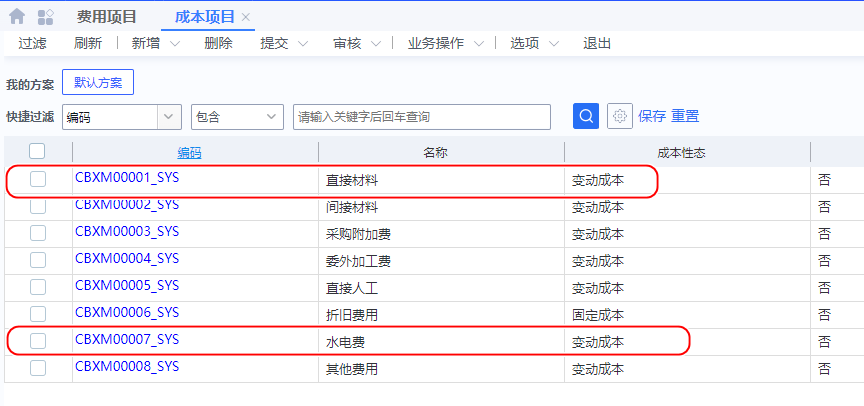 费用项目 成本项目
过滤 刷新 新增 删除 提交 审核 业务操作 选项 退出
我的方案 默认方案
快捷过滤 编码 包含 请输入关键字后回车查询 保存 重置
编码 名称 成本性态
CBXM00001_SYS 直接材料 变动成本 否
CBXM00002_SYS 间接材料 变动成本 否
CBXM00003_SYS 采购附加费 变动成本 否
CBXM00004_SYS 委外加工费 变动成本 否
CBXM00005_SYS 直接人工 变动成本 否
CBXM00006_SYS 折旧费用 固定成本 否
CBXM00007_SYS 水电费 变动成本 否
CBXM00008_SYS 其他费用 变动成本 否